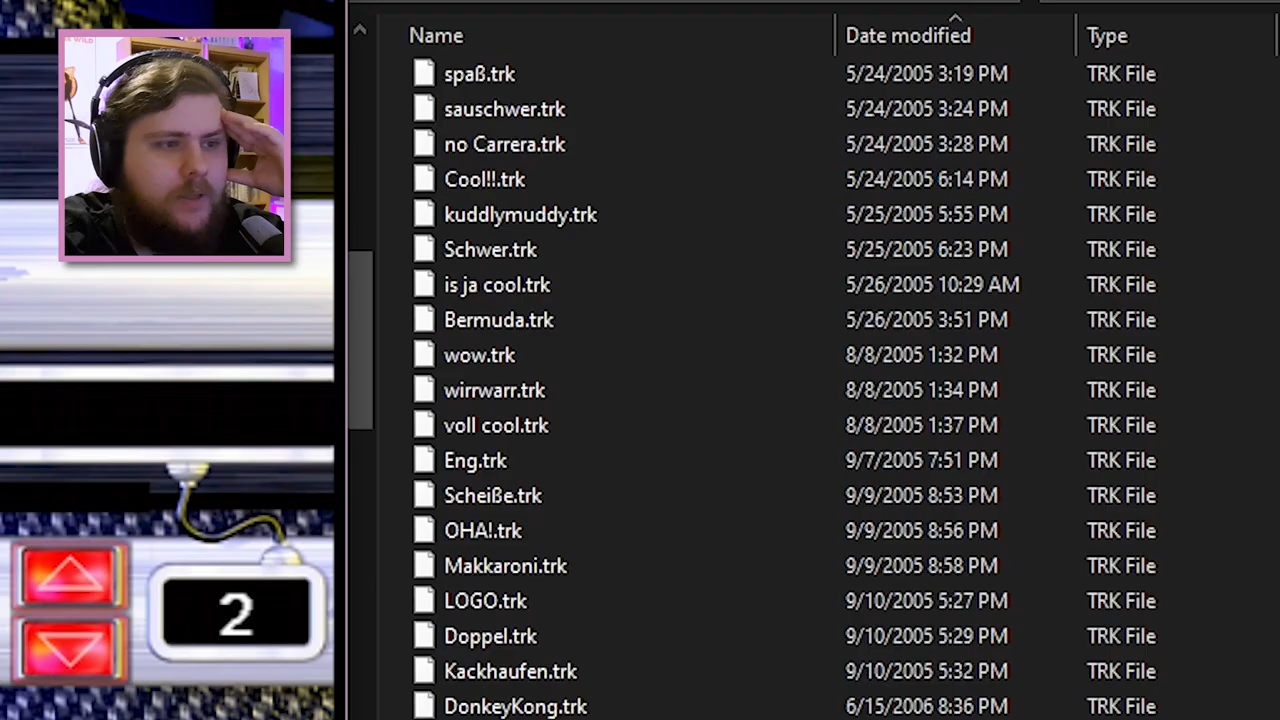 Name Date modified Type
spaß.trk 5/24/2005 3:19 PM TRK File
sauschwer.trk 5/24/2005 3:24 PM TRK File
no Carrera.trk 5/24/2005 3:28 PM TRK File
Cool!!.trk 5/24/2005 6:14 PM TRK File
kuddlymuddy.trk 5/25/2005 5:55 PM TRK File
Schwer.trk 5/25/2005 6:23 PM TRK File
is ja cool.trk 5/26/2005 10:29 AM TRK File
Bermuda.trk 5/26/2005 3:51 PM TRK File
wow.trk 8/8/2005 1:32 PM TRK File
wirrwarr.trk 8/8/2005 1:34 PM TRK File
voll cool.trk 8/8/2005 1:37 PM TRK File
Eng.trk 9/7/2005 7:51 PM TRK File
Scheiße.trk 9/9/2005 8:53 PM TRK File
OHA!.trk 9/9/2005 8:56 PM TRK File
Makkaroni.trk 9/9/2005 8:58 PM TRK File
LOGO.trk 9/10/2005 5:27 PM TRK File
Doppel.trk 9/10/2005 5:29 PM TRK File
Kackhaufen.trk 9/10/2005 5:32 PM TRK File
DonkeyKong.trk 6/15/2006 8:36 PM TRK File
2